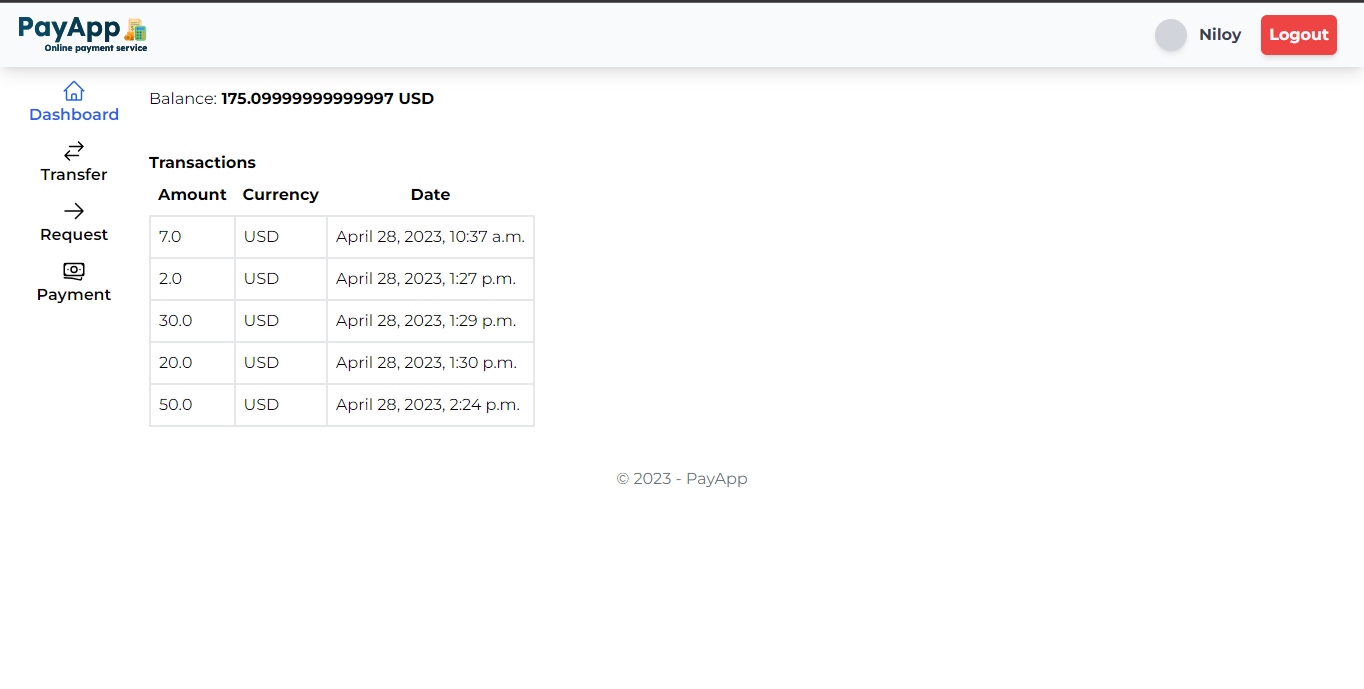 PayApp
Online payment service
Niloy
Logout
Dashboard
Transfer
Request
Payment
Balance: 175.09999999999997 USD
Transactions
Amount Currency Date
7.0 USD April 28, 2023, 10:37 a.m.
2.0 USD April 28, 2023, 1:27 p.m.
30.0 USD April 28, 2023, 1:29 p.m.
20.0 USD April 28, 2023, 1:30 p.m.
50.0 USD April 28, 2023, 2:24 p.m.
© 2023 - PayApp